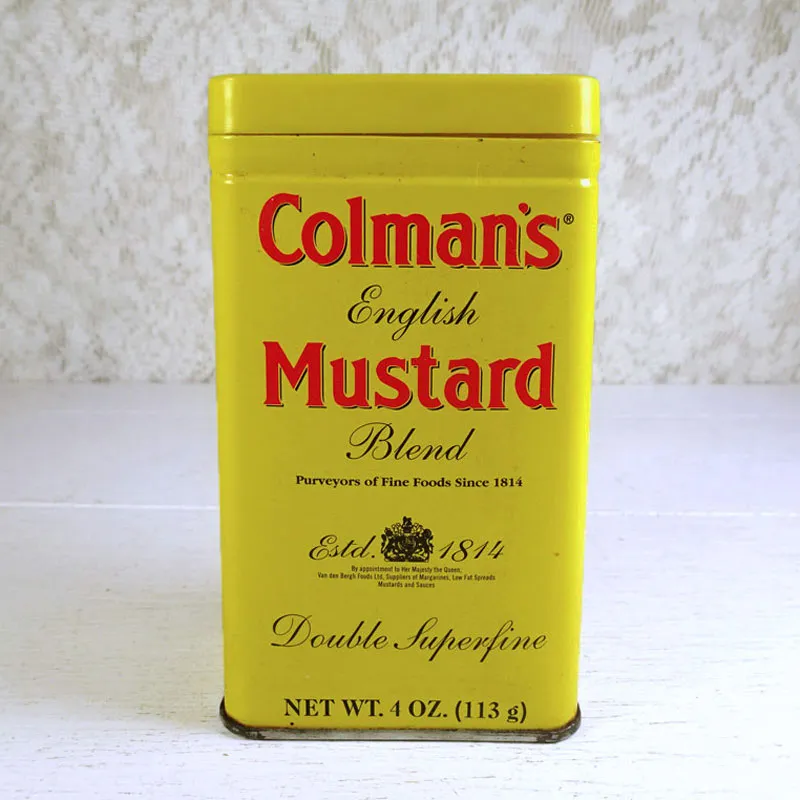 Colman's®
English
Mustard
Blend
Purveyors of Fine Foods Since 1814
Estd. 1814
By appointment to Her Majesty the Queen,
Van den Bergh Foods Ltd, Suppliers of Margarines, Low Fat Spreads
Mustards and Sauces
Double Superfine
NET WT. 4 OZ. (113 g)